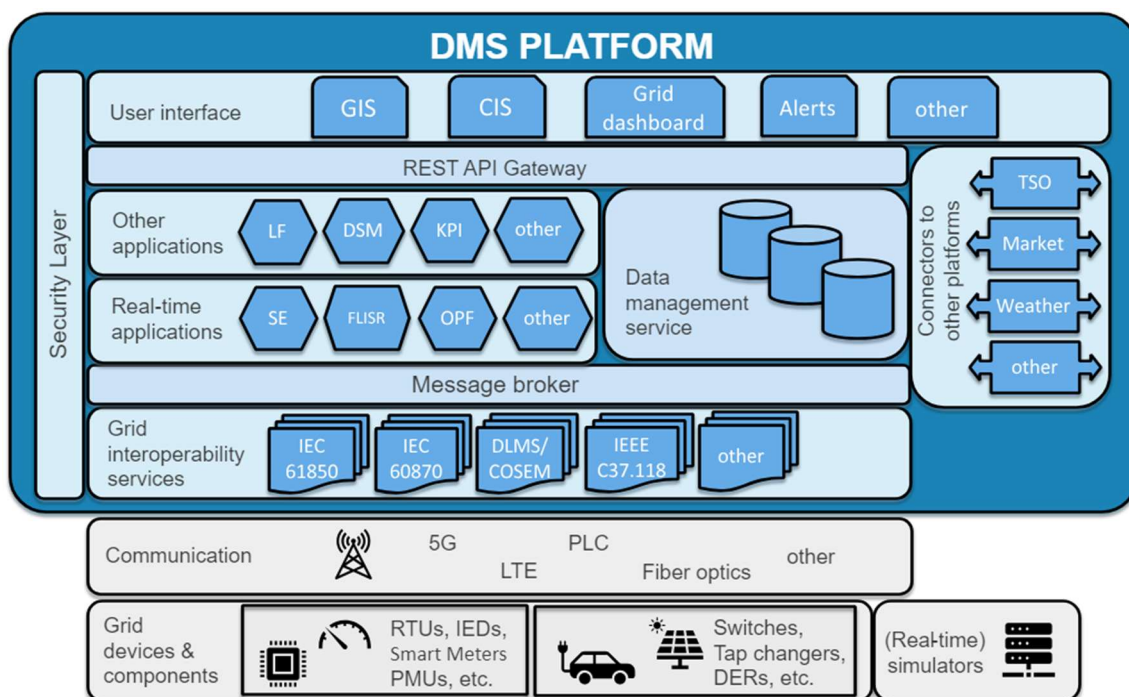 DMS PLATFORM
Security Layer
User interface
GIS
CIS
Grid
dashboard
Alerts
other
REST API Gateway
Other
applications
LF
DSM
KPI
other
Real-time
applications
SE
FLISR
OPF
other
Data
management
service
Connectors to
other platforms
TSO
Market
Weather
other
Message broker
Grid
interoperability
services
IEC
61850
IEC
60870
DLMS/
COSEM
IEEE
C37.118
other
Communication
5G
LTE
PLC
Fiber optics
other
Grid
devices &
components
RTUs, IEDs,
Smart Meters
PMUs, etc.
Switches,
Tap changers,
DERs, etc.
(Real-time)
simulators